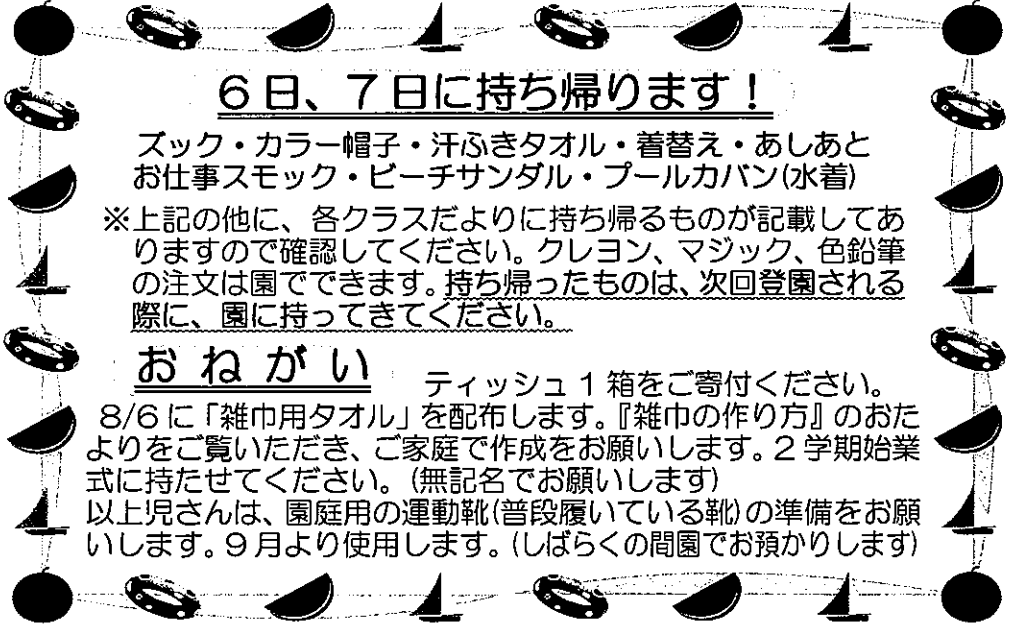 6日、7日に持ち帰ります！
ズック・カラー帽子・汗ふきタオル・着替え・あしあと
お仕事スモック・ビーチサンダル・プールカバン(水着)
※上記の他に、各クラスだよりに持ち帰るものが記載してあ
りますので確認してください。クレヨン、マジック、色鉛筆
の注文は園でできます。持ち帰ったものは、次回登園される
際に、園に持ってきてください。
おねがい
ティッシュ1箱をご寄付ください。
8/6に「雑巾用タオル」を配布します。『雑巾の作り方』のおた
よりをご覧いただき、ご家庭で作成をお願いします。2学期始業
式に持たせてください。(無記名でお願いします)
以上児さんは、園庭用の運動靴(普段履いている靴)の準備をお願
いします。9月より使用します。(しばらくの間園でお預かりします)